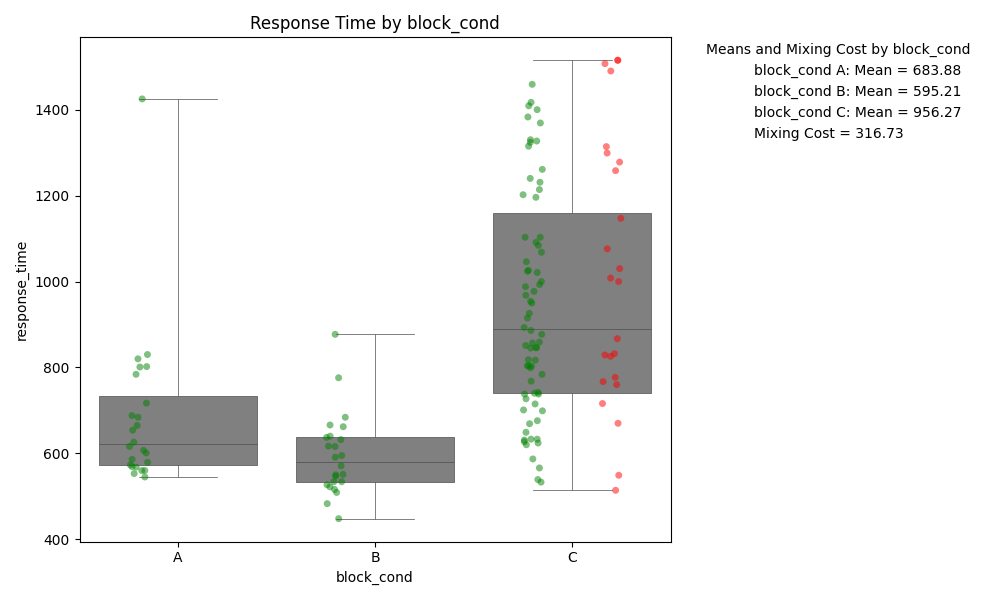 Response Time by block_cond
Means and Mixing Cost by block_cond
block_cond A: Mean = 683.88
block_cond B: Mean = 595.21
block_cond C: Mean = 956.27
Mixing Cost = 316.73
response_time
1400
1200
1000
800
600
400
A
B
C
block_cond